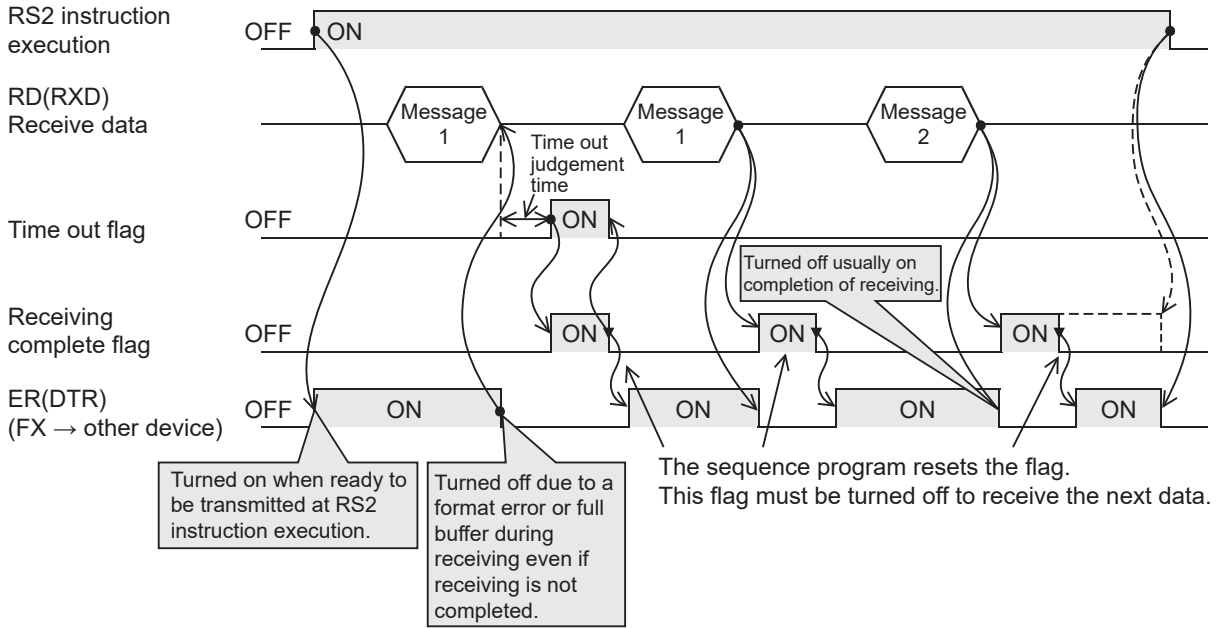 RS2 instruction
execution
OFF
ON
RD(RXD)
Receive data
Message
1
Message
1
Message
2
Time out
judgement
time
Time out flag
OFF
ON
Turned off usually on
completion of receiving.
Receiving
complete flag
OFF
ON
ON
ON
ER(DTR)
(FX → other device)
OFF
ON
ON
ON
ON
Turned on when ready to
be transmitted at RS2
instruction execution.
Turned off due to a
format error or full
buffer during
receiving even if
receiving is not
completed.
The sequence program resets the flag.
This flag must be turned off to receive the next data.